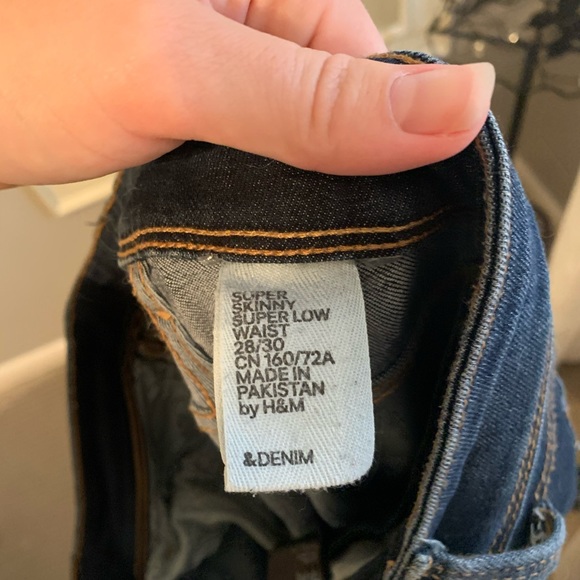 SUPER
SKINNY
SUPER LOW
WAIST
28/30
CN 160/72A
MADE IN
PAKISTAN
by H&M
&DENIM